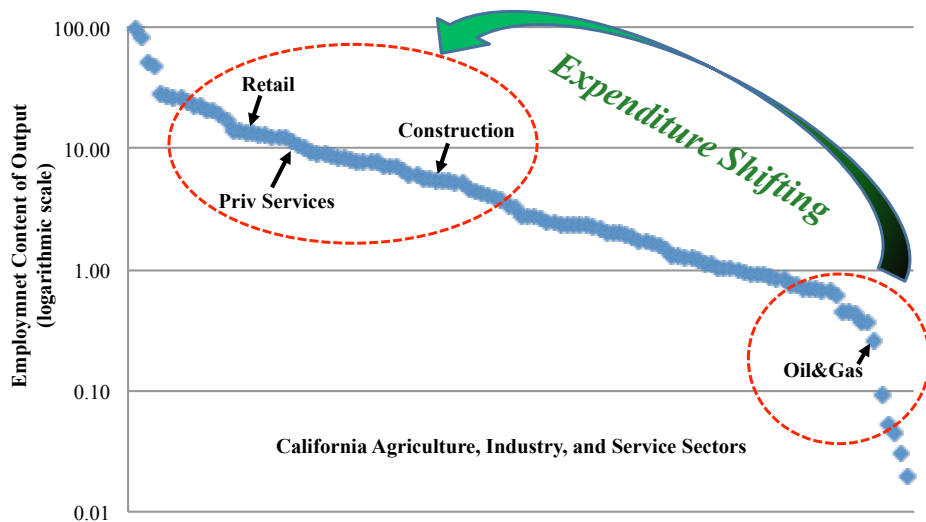 100.00
10.00
1.00
0.10
0.01
Employmnet Content of Output
(logarithmic scale)
Retail
Priv Services
Construction
Expenditure Shifting
Oil&Gas
California Agriculture, Industry, and Service Sectors